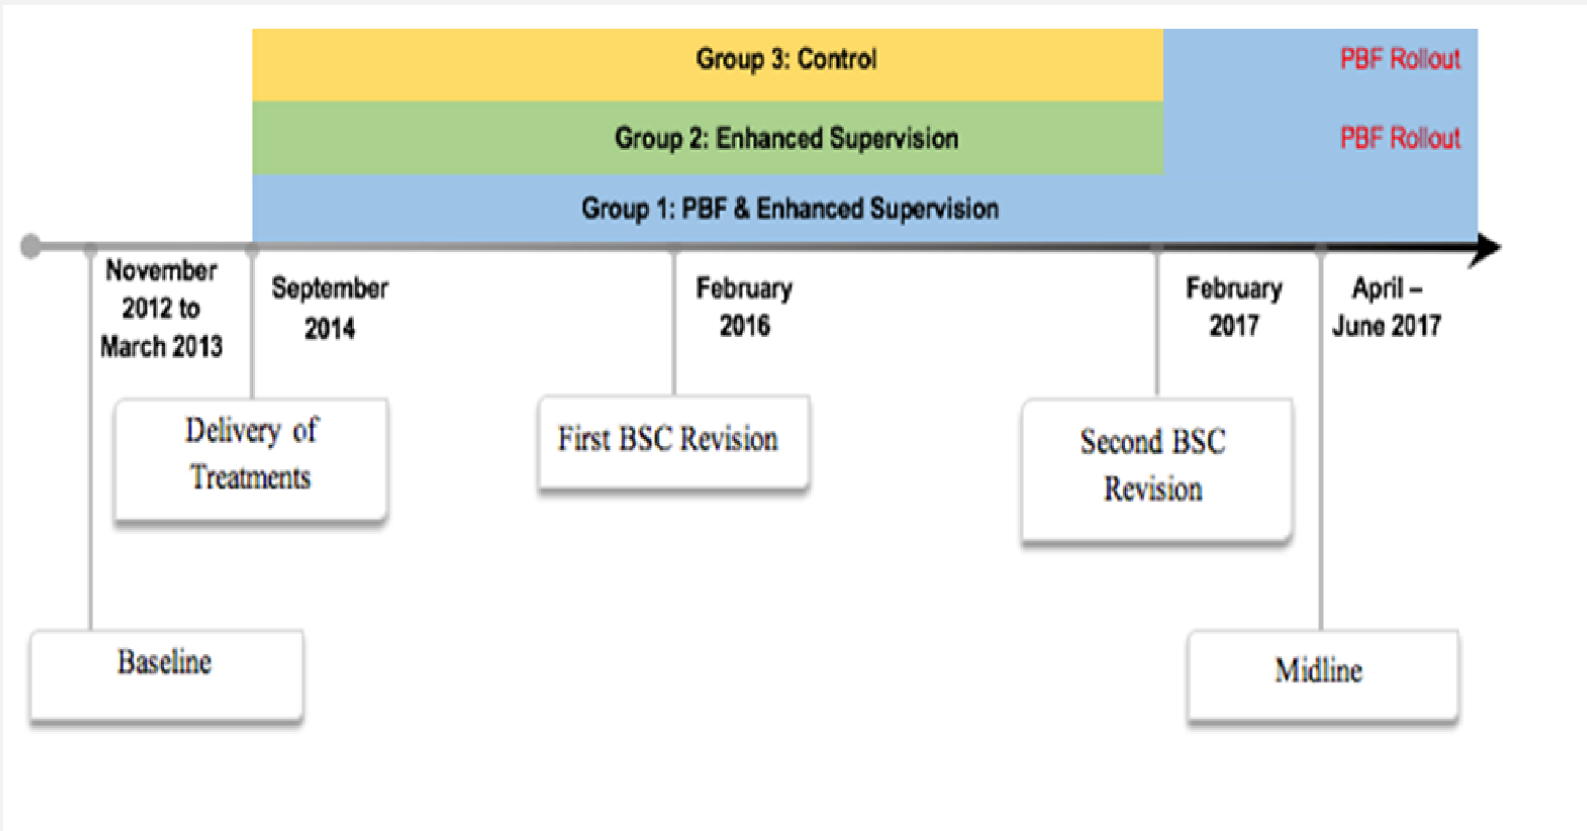 Group 3: Control
PBF Rollout
Group 2: Enhanced Supervision
PBF Rollout
Group 1: PBF & Enhanced Supervision
November
2012 to
March 2013
September
2014
February
2016
February
2017
April –
June 2017
Delivery of
Treatments
First BSC Revision
Second BSC
Revision
Baseline
Midline